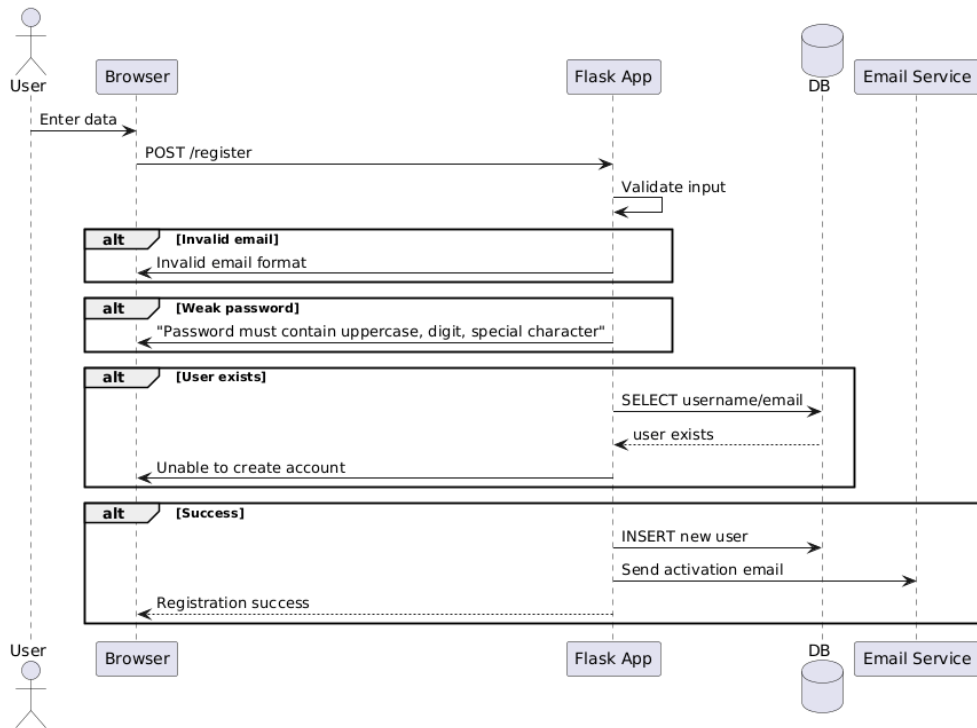 User
Browser
Flask App
DB
Email Service
Enter data
POST /register
Validate input
alt [Invalid email]
Invalid email format
alt [Weak password]
"Password must contain uppercase, digit, special character"
alt [User exists]
SELECT username/email
user exists
Unable to create account
alt [Success]
INSERT new user
Send activation email
Registration success
User
Browser
Flask App
DB
Email Service